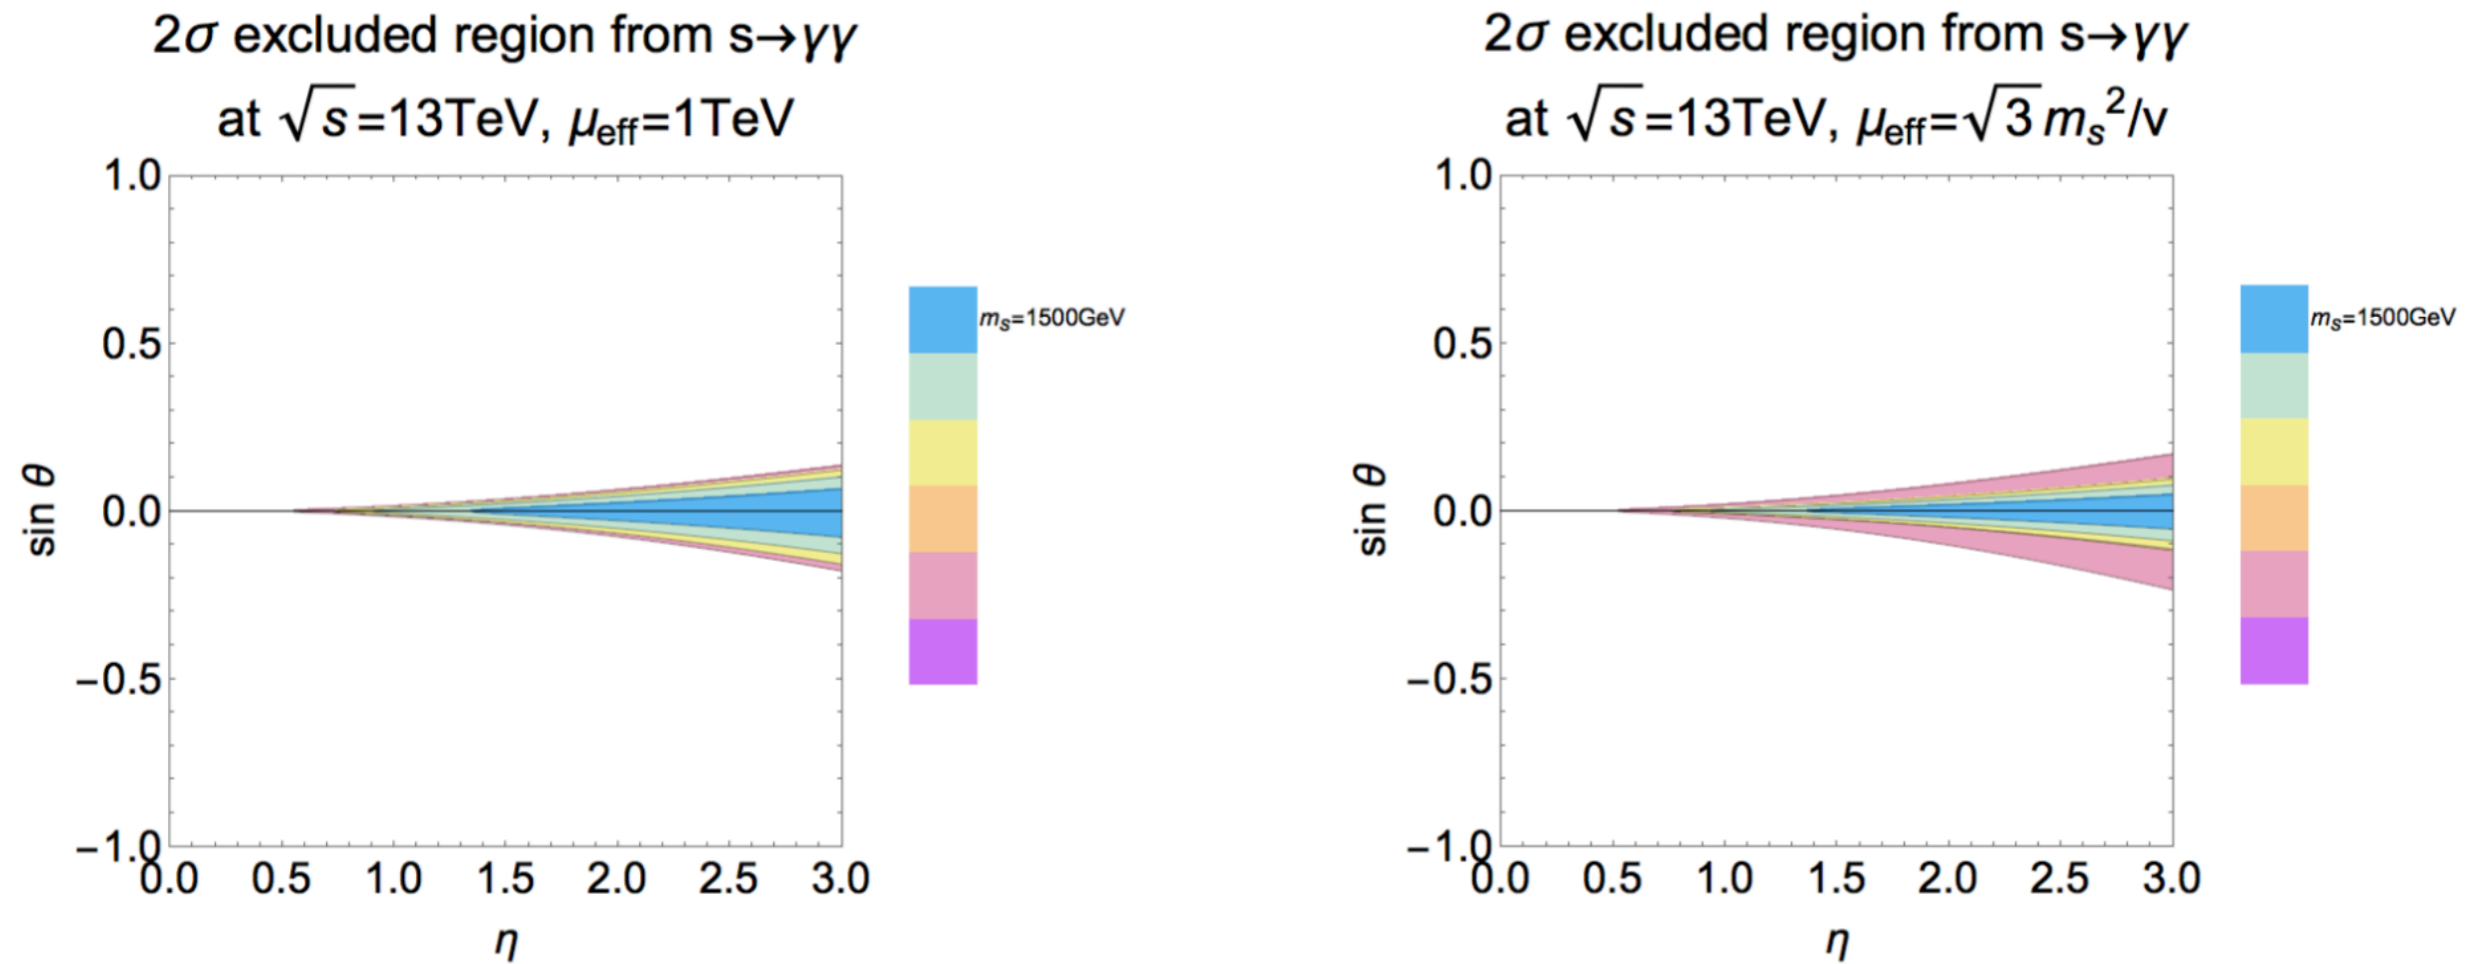 2σ excluded region from s→γγ
at √s=13TeV, μeff=1TeV
1.0
0.5
0.0
−0.5
−1.0
sin θ
0.0 0.5 1.0 1.5 2.0 2.5 3.0
η
ms=1500GeV
2σ excluded region from s→γγ
at √s=13TeV, μeff=√3 ms²/v
1.0
0.5
0.0
−0.5
−1.0
sin θ
0.0 0.5 1.0 1.5 2.0 2.5 3.0
η
ms=1500GeV